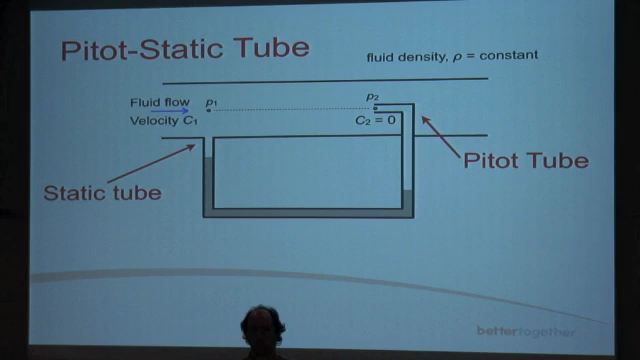 Pitot-Static Tube
fluid density, ρ = constant
Fluid flow
p₁
p₂
Velocity C₁
C₂ = 0
Static tube
Pitot Tube
bettertogether